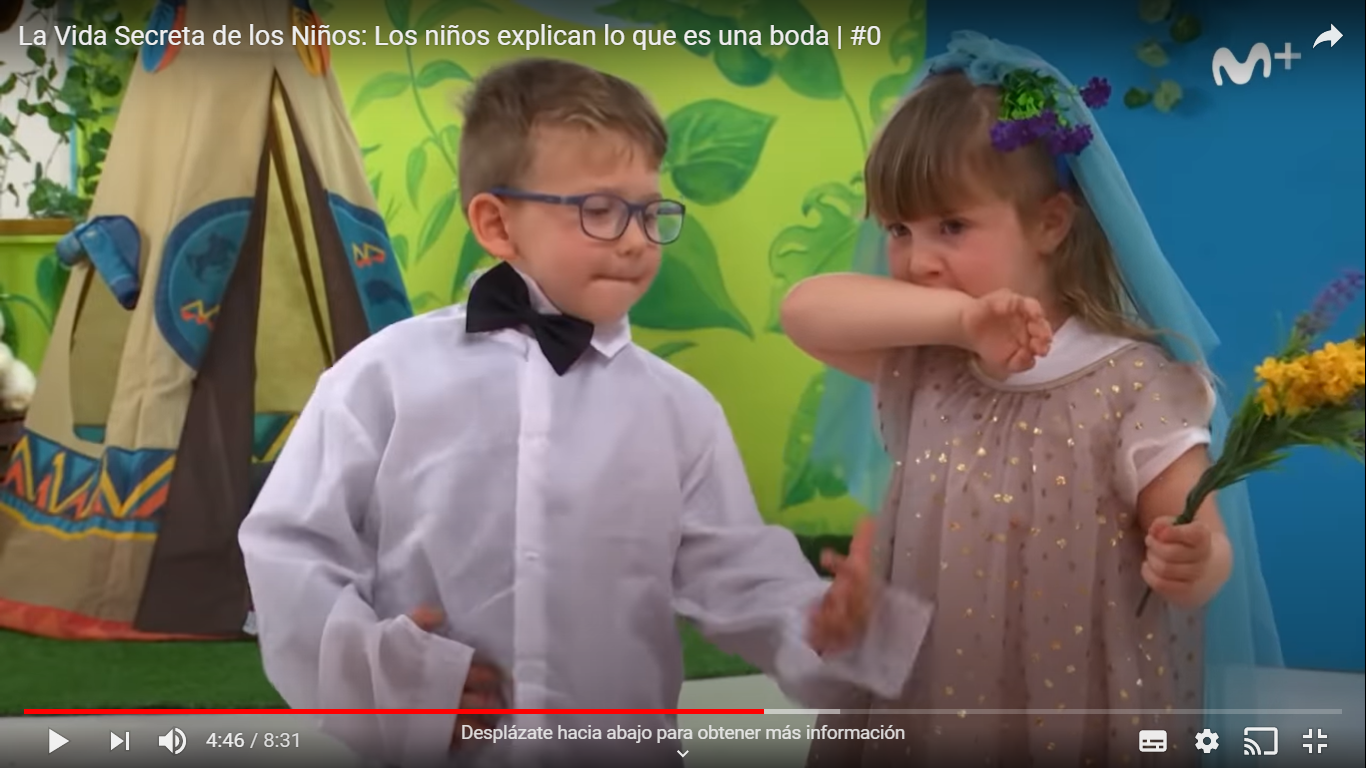 La Vida Secreta de los Niños: Los niños explican lo que es una boda | #0
M+
4:46 / 8:31
Desplázate hacia abajo para obtener más información